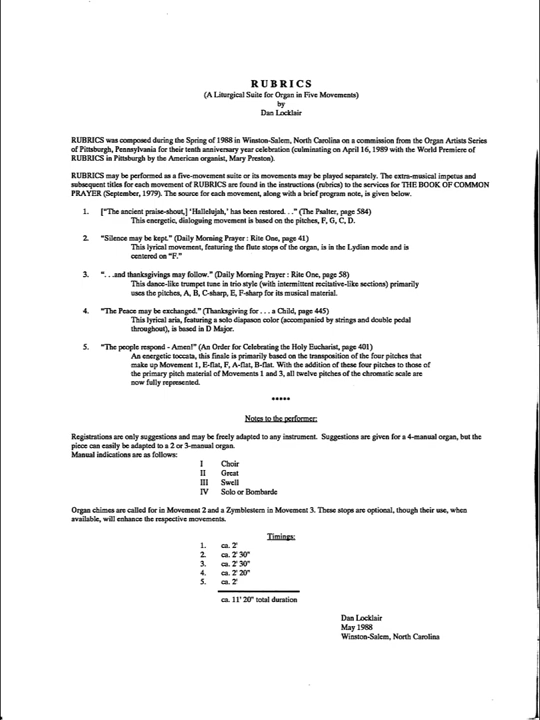 RUBRICS
(A Liturgical Suite for Organ in Five Movements)
by
Dan Locklair
RUBRICS was composed during the Spring of 1988 in Winston-Salem, North Carolina on a commission from the Organ Artists Series
of Pittsburgh, Pennsylvania for their tenth anniversary year celebration (culminating on April 16, 1989 with the World Premiere of
RUBRICS in Pittsburgh by the American organist, Mary Preston).
RUBRICS may be performed as a five-movement suite or its movements may be played separately. The extra-musical impetus and
subsequent titles for each movement of RUBRICS are found in the instructions (rubrics) to the services for THE BOOK OF COMMON
PRAYER (September, 1979). The source for each movement, along with a brief program note, is given below.
1. ["The ancient praise-shout,] 'Hallelujah,' has been restored. . ." (The Psalter, page 584)
This energetic, dialoguing movement is based on the pitches, F, G, C, D.
2. "Silence may be kept." (Daily Morning Prayer : Rite One, page 41)
This lyrical movement, featuring the flute stops of the organ, is in the Lydian mode and is
centered on "F."
3. ". . .and thanksgivings may follow." (Daily Morning Prayer : Rite One, page 58)
This dance-like trumpet tune in trio style (with intermittent recitative-like sections) primarily
uses the pitches, A, B, C-sharp, E, F-sharp for its musical material.
4. "The Peace may be exchanged." (Thanksgiving for . . . a Child, page 445)
This lyrical aria, featuring a solo diapason color (accompanied by strings and double pedal
throughout), is based in D Major.
5. "The people respond - Amen!" (An Order for Celebrating the Holy Eucharist, page 401)
An energetic toccata, this finale is primarily based on the transposition of the four pitches that
make up Movement 1, E-flat, F, A-flat, B-flat. With the addition of these four pitches to those of
the primary pitch material of Movements 1 and 3, all twelve pitches of the chromatic scale are
now fully represented.
*****
Notes to the performer:
Registrations are only suggestions and may be freely adapted to any instrument. Suggestions are given for a 4-manual organ, but the
piece can easily be adapted to a 2 or 3-manual organ.
Manual indications are as follows:
I Choir
II Great
III Swell
IV Solo or Bombarde
Organ chimes are called for in Movement 2 and a Zymblestern in Movement 3. These stops are optional, though their use, when
available, will enhance the respective movements.
Timings:
1. ca. 2'
2. ca. 2' 30"
3. ca. 2' 30"
4. ca. 2' 20"
5. ca. 2'
ca. 11' 20" total duration
Dan Locklair
May 1988
Winston-Salem, North Carolina